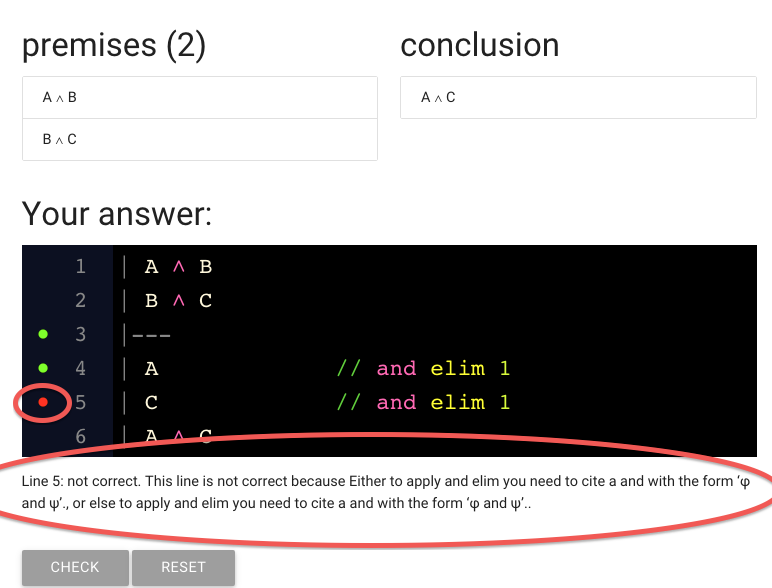 premises (2)
conclusion
A ∧ B
A ∧ C
B ∧ C
Your answer:
1 | A ∧ B
2 | B ∧ C
3 |---
4 | A // and elim 1
5 | C // and elim 1
6 | A ∧ C
Line 5: not correct. This line is not correct because Either to apply and elim you need to cite a and with the form ‘φ
and ψ’., or else to apply and elim you need to cite a and with the form ‘φ and ψ’..
CHECK
RESET